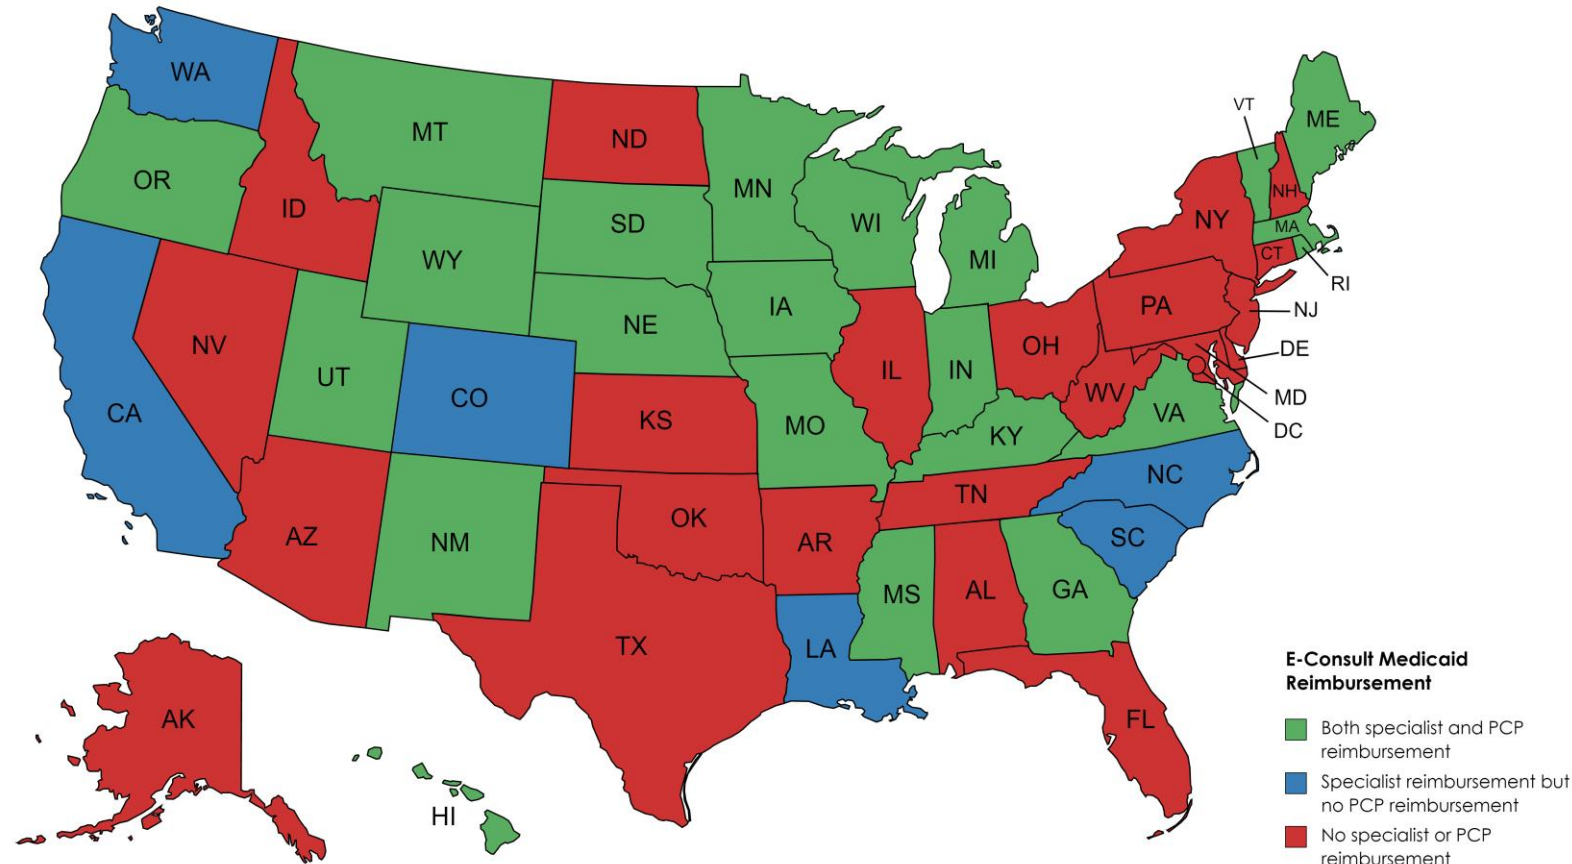 WA
MT
ND
MN
VT
ME
OR
ID
SD
WI
NH
NY
MA
WY
MI
CT
RI
IA
NE
PA
NJ
NV
OH
DE
UT
IL
IN
CO
WV
MD
CA
KS
MO
VA
DC
KY
NC
TN
AZ
NM
OK
AR
SC
MS
AL
GA
TX
LA
AK
FL
HI
E-Consult Medicaid
Reimbursement
Both specialist and PCP
reimbursement
Specialist reimbursement but
no PCP reimbursement
No specialist or PCP
reimbursement